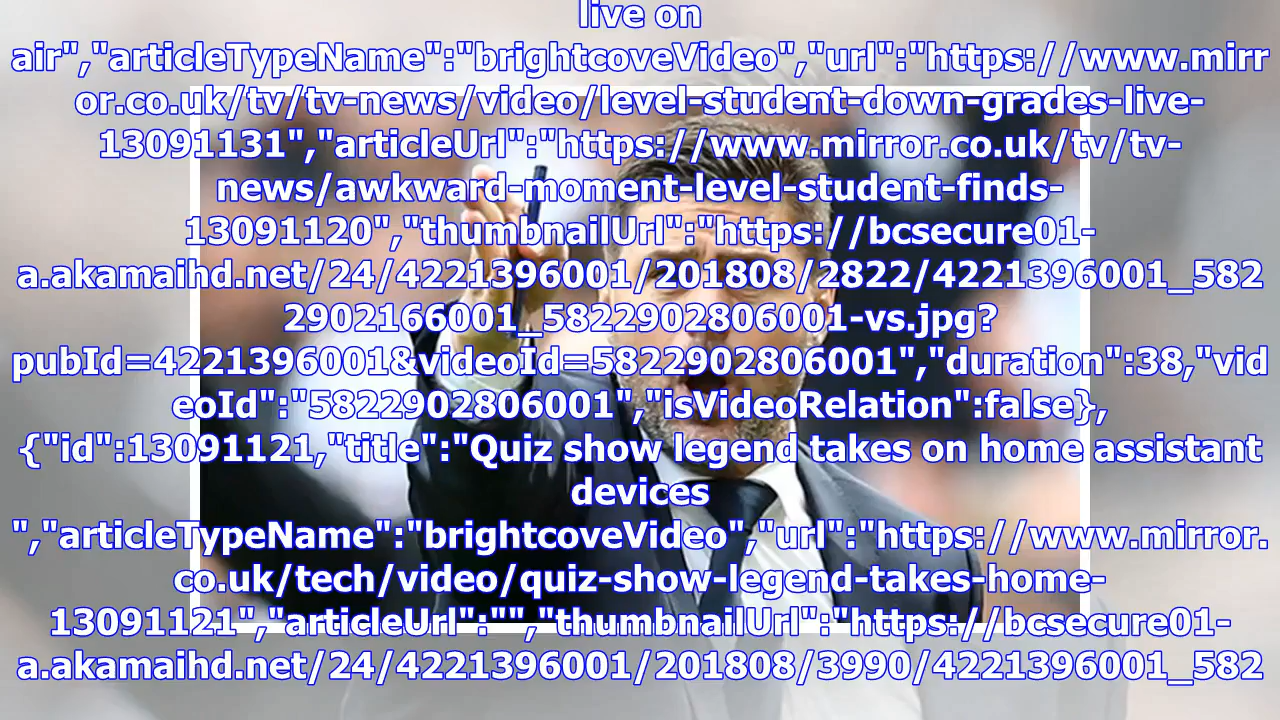 live on
air","articleTypeName":"brightcoveVideo","url":"https://www.mirr
or.co.uk/tv/tv-news/video/level-student-down-grades-live-
13091131","articleUrl":"https://www.mirror.co.uk/tv/tv-
news/awkward-moment-level-student-finds-
13091120","thumbnailUrl":"https://bcsecure01-
a.akamaihd.net/24/4221396001/201808/2822/4221396001_582
2902166001_5822902806001-vs.jpg?
pubId=4221396001&videoId=5822902806001","duration":38,"vid
eoId":"5822902806001","isVideoRelation":false},
{"id":13091121,"title":"Quiz show legend takes on home assistant
devices
","articleTypeName":"brightcoveVideo","url":"https://www.mirror.
co.uk/tech/video/quiz-show-legend-takes-home-
13091121","articleUrl":"","thumbnailUrl":"https://bcsecure01-
a.akamaihd.net/24/4221396001/201808/3990/4221396001_582